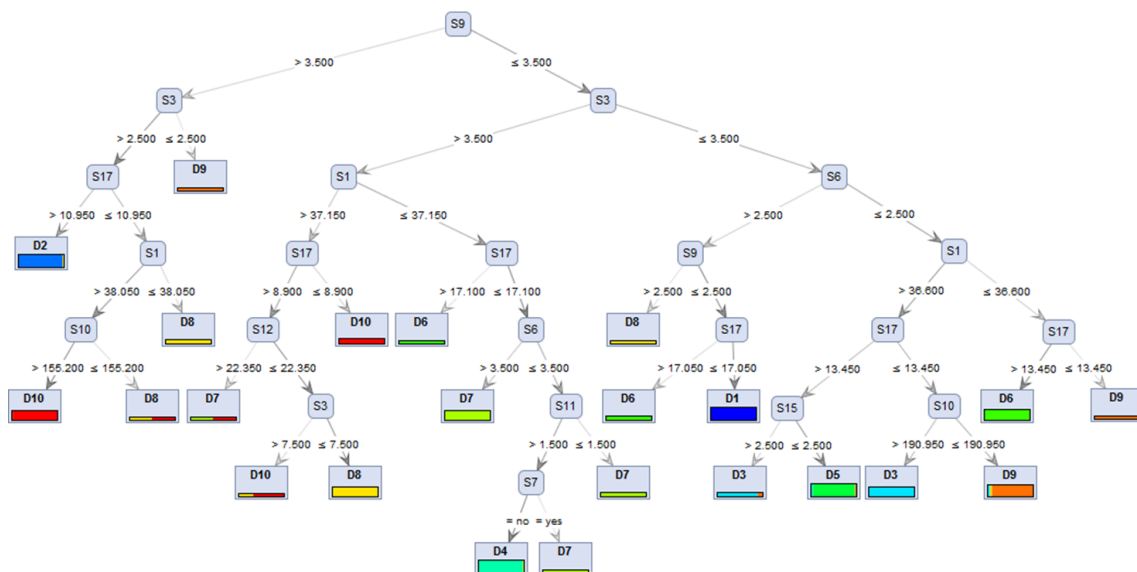 S9
> 3.500 ≤ 3.500
S3 S3
> 2.500 ≤ 2.500 > 3.500 ≤ 3.500
S17 D9 S1 S6
> 10.950 ≤ 10.950 > 37.150 ≤ 37.150 > 2.500 ≤ 2.500
D2 S1 S17 S17 S9 S1
> 38.050 ≤ 38.050 > 8.900 ≤ 8.900 > 17.100 ≤ 17.100 > 2.500 ≤ 2.500 > 36.600 ≤ 36.600
S10 D8 S12 D10 D6 S6 D8 S17 S17 S17
> 155.200 ≤ 155.200 > 22.350 ≤ 22.350 > 3.500 ≤ 3.500 > 17.050 ≤ 17.050 > 13.450 ≤ 13.450 > 13.450 ≤ 13.450
D10 D8 D7 S3 D7 S11 D6 D1 S15 S10 D6 D9
> 7.500 ≤ 7.500 > 1.500 ≤ 1.500 > 2.500 ≤ 2.500 > 190.950 ≤ 190.950
D10 D8 S7 D7 D3 D5 D3 D9
= no = yes
D4 D7